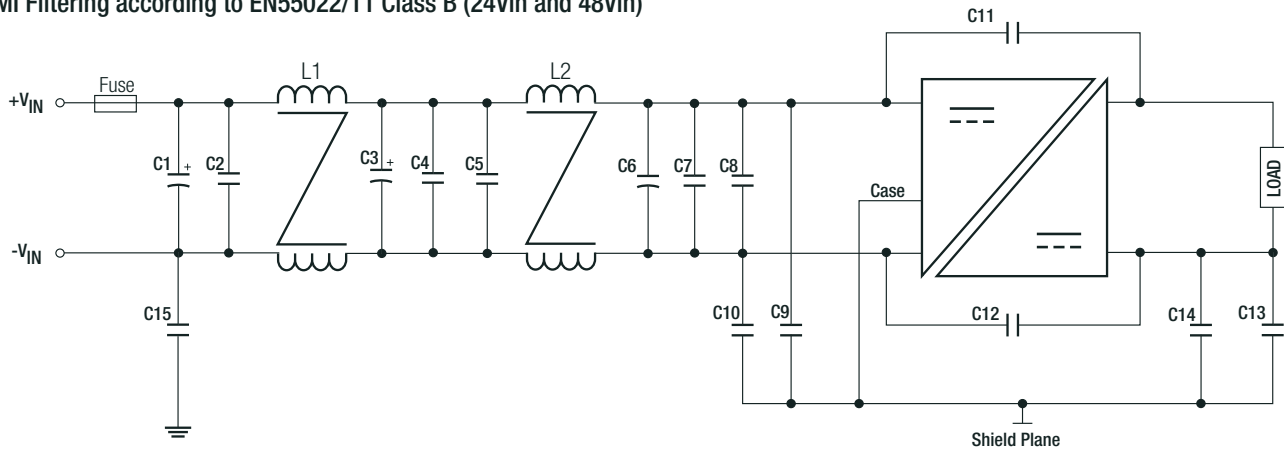 MI Filtering according to EN55022/11 Class B (24Vin and 48Vin)
C11
Fuse
L1
L2
+VIN
C1 +
C2
C3 +
C4
C5
C6
C7
C8
Case
LOAD
-VIN
C15
C10
C9
C12
C14
C13
Shield Plane